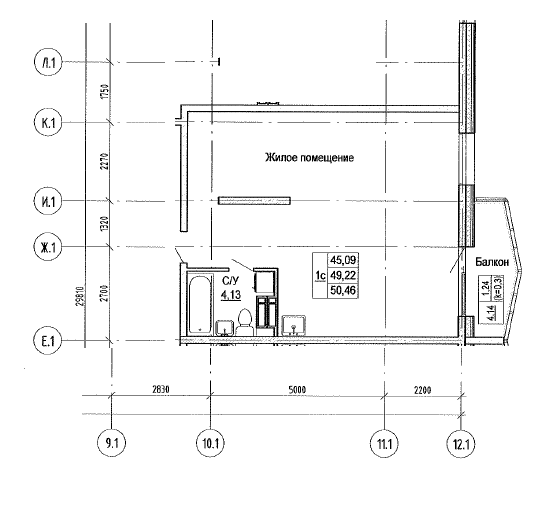 Л.1
1750
К.1
Жилое помещение
2270
И.1
1320
Ж.1
45,09
1с 49,22
50,46
Балкон
С/У
4,13
1,24
(k=0,3)
4,14
29810
2700
Е.1
2830 5000 2200
9.1 10.1 11.1 12.1